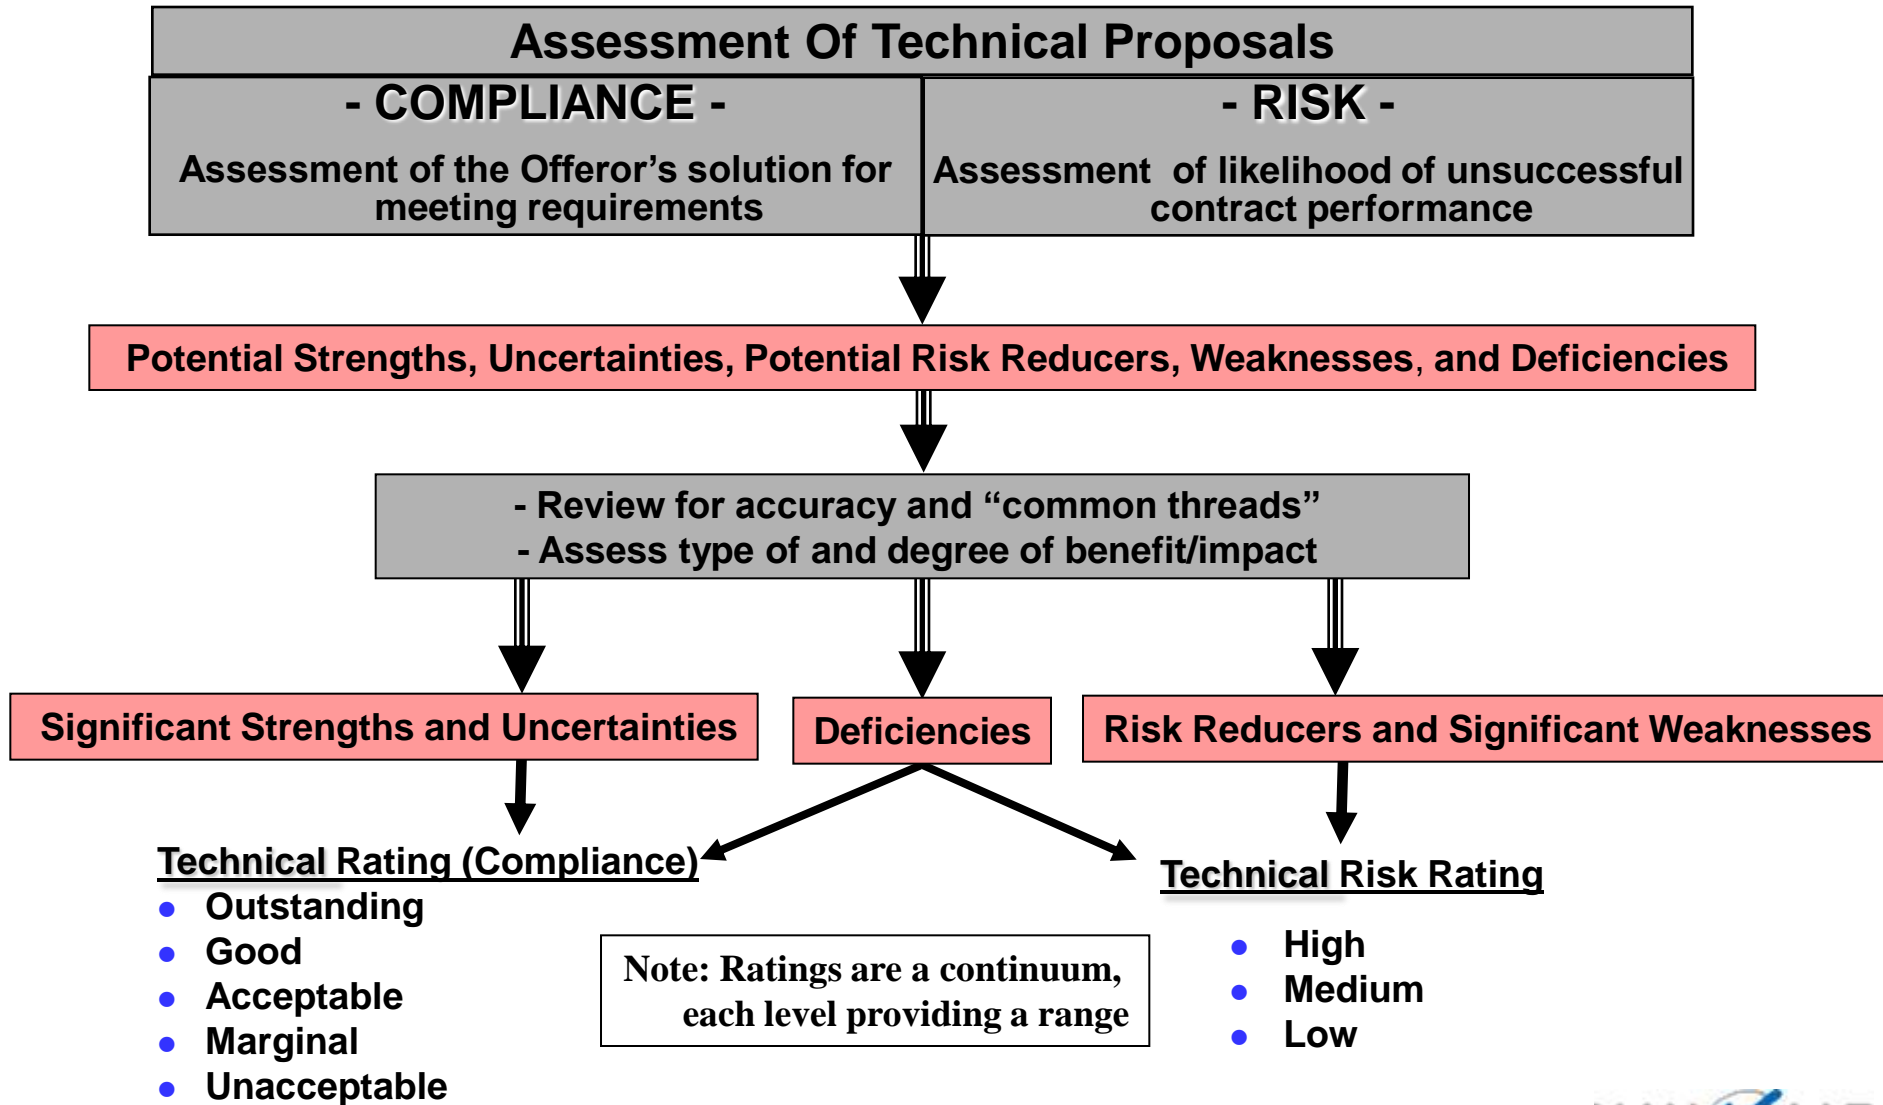 Assessment Of Technical Proposals
- COMPLIANCE -
Assessment of the Offeror’s solution for
meeting requirements
- RISK -
Assessment of likelihood of unsuccessful
contract performance
Potential Strengths, Uncertainties, Potential Risk Reducers, Weaknesses, and Deficiencies
- Review for accuracy and “common threads”
- Assess type of and degree of benefit/impact
Significant Strengths and Uncertainties
Deficiencies
Risk Reducers and Significant Weaknesses
Technical Rating (Compliance)
● Outstanding
● Good
● Acceptable
● Marginal
● Unacceptable
Note: Ratings are a continuum,
each level providing a range
Technical Risk Rating
● High
● Medium
● Low